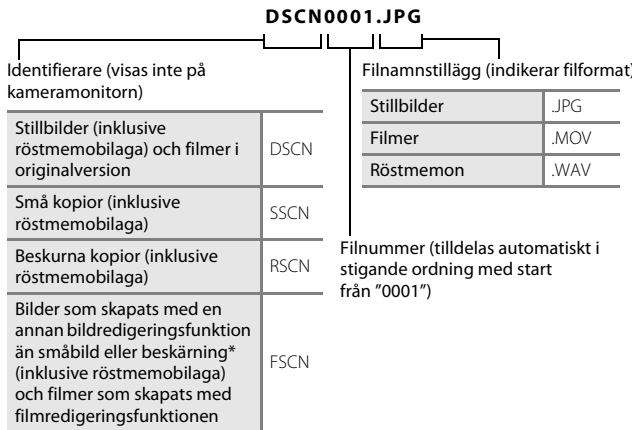 DSCN0001.JPG
Identifierare (visas inte på
kameramonitorn)
Stillbilder (inklusive
röstmemobilaga) och filmer i
originalversion
DSCN
Små kopior (inklusive
röstmemobilaga)
SSCN
Beskurna kopior (inklusive
röstmemobilaga)
RSCN
Bilder som skapats med en
annan bildredigeringsfunktion
än småbild eller beskärning*
(inklusive röstmemobilaga)
och filmer som skapats med
filmredigeringsfunktionen
FSCN
Filnamnstillägg (indikerar filformat)
Stillbilder .JPG
Filmer .MOV
Röstmemon .WAV
Filnummer (tilldelas automatiskt i
stigande ordning med start
från ”0001”)